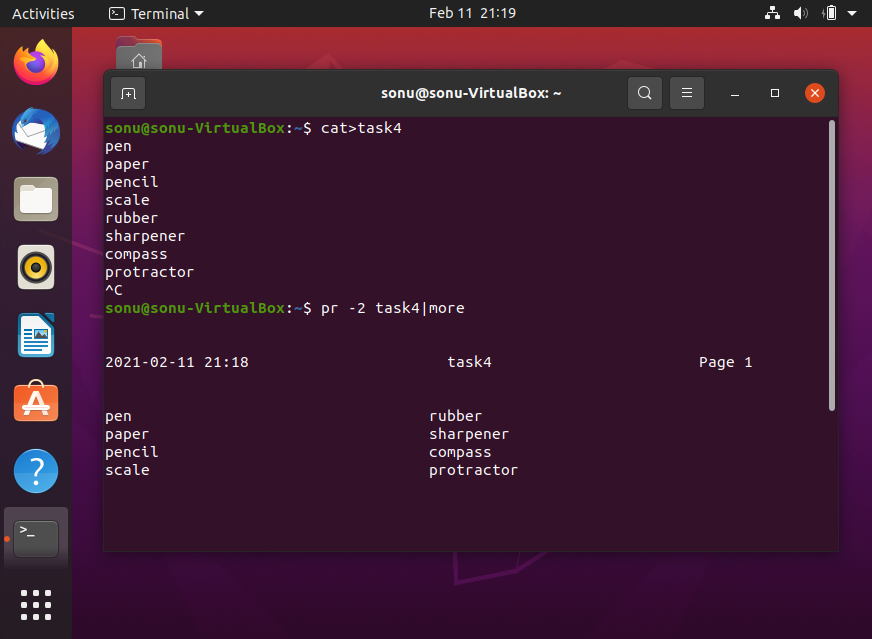 Activities Terminal Feb 11 21:19
sonu@sonu-VirtualBox: ~
sonu@sonu-VirtualBox:~$ cat>task4
pen
paper
pencil
scale
rubber
sharpener
compass
protractor
^C
sonu@sonu-VirtualBox:~$ pr -2 task4|more
2021-02-11 21:18 task4 Page 1
pen rubber
paper sharpener
pencil compass
scale protractor